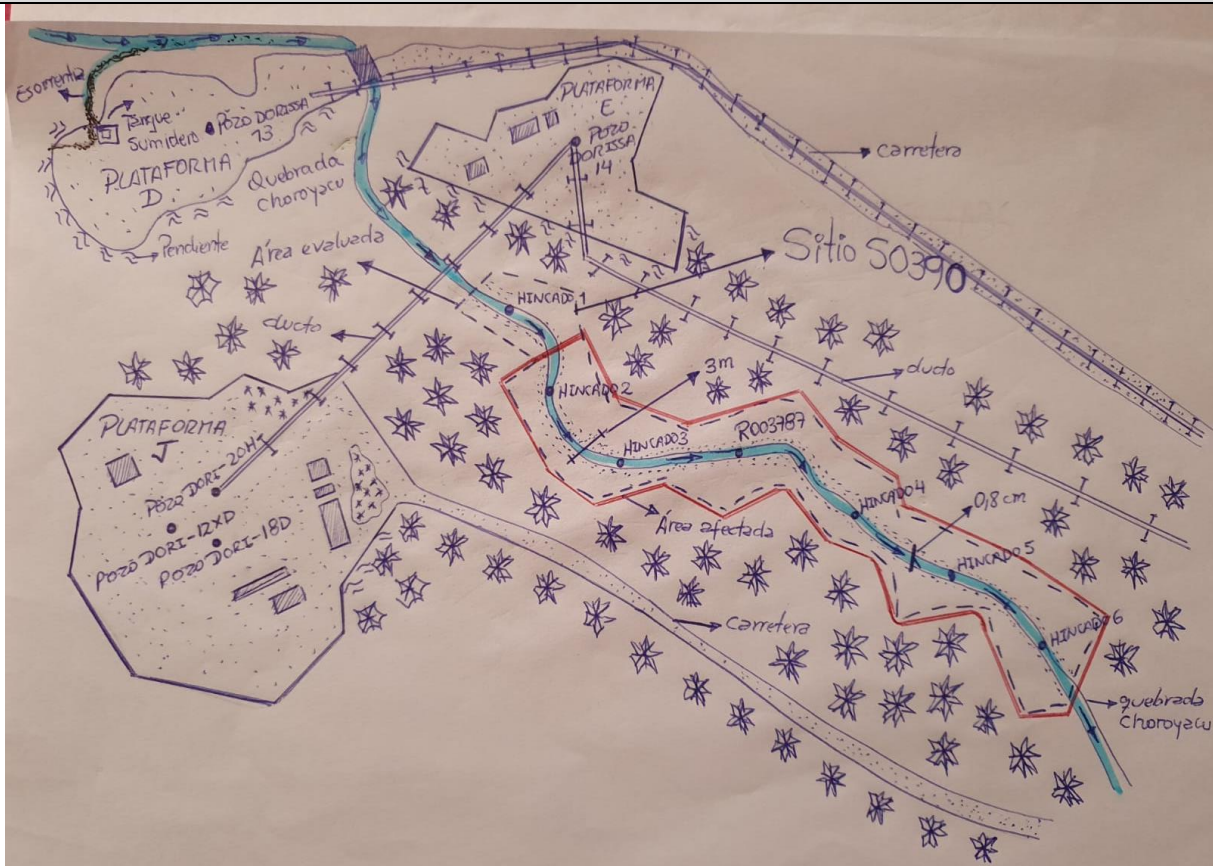 Esorrentia
Tanque
Sumidero
POZO DORISSA
13
PLATAFORMA
D
Pendiente
Quebrada
Choroyacu
PLATAFORMA
E
POZO
DORISSA
14
Carretera
Área evaluada
Sitio S0390
HINCADO 1
ducto
3m
ducto
HINCADO 2
HINCADO 3
R003787
PLATAFORMA
J
POZO DORI-20H
POZO DORI-12XD
POZO DORI-18D
Área afectada
HINCADO 4
0,8 cm
HINCADO 5
Carretera
HINCADO 6
quebrada
Choroyacu